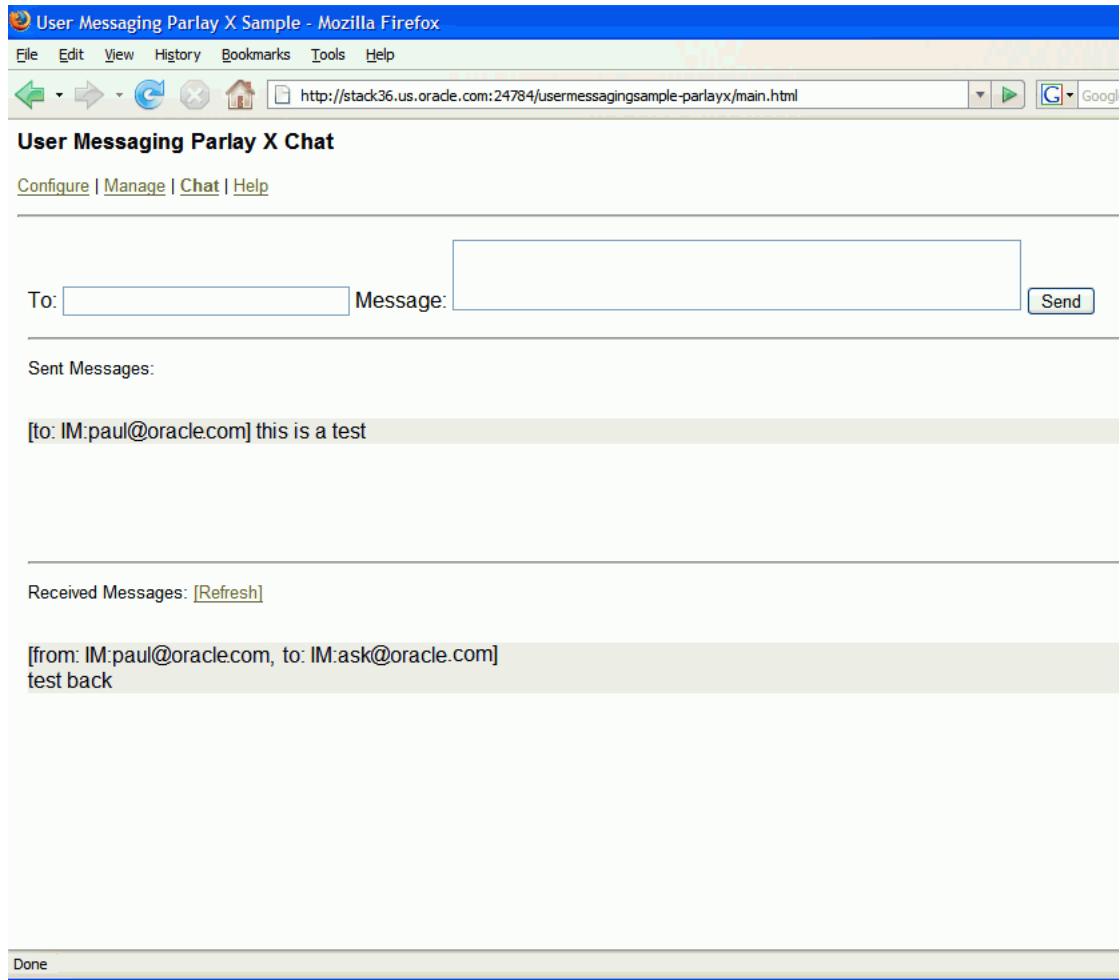 User Messaging Parlay X Sample - Mozilla Firefox
File Edit View History Bookmarks Tools Help
http://stack36.us.oracle.com:24784/usermessagingsample-parlayx/main.html G Googl
User Messaging Parlay X Chat
Configure | Manage | Chat | Help
To: Message: Send
Sent Messages:
[to: IM:paul@oracle.com] this is a test
Received Messages: [Refresh]
[from: IM:paul@oracle.com, to: IM:ask@oracle.com]
test back
Done